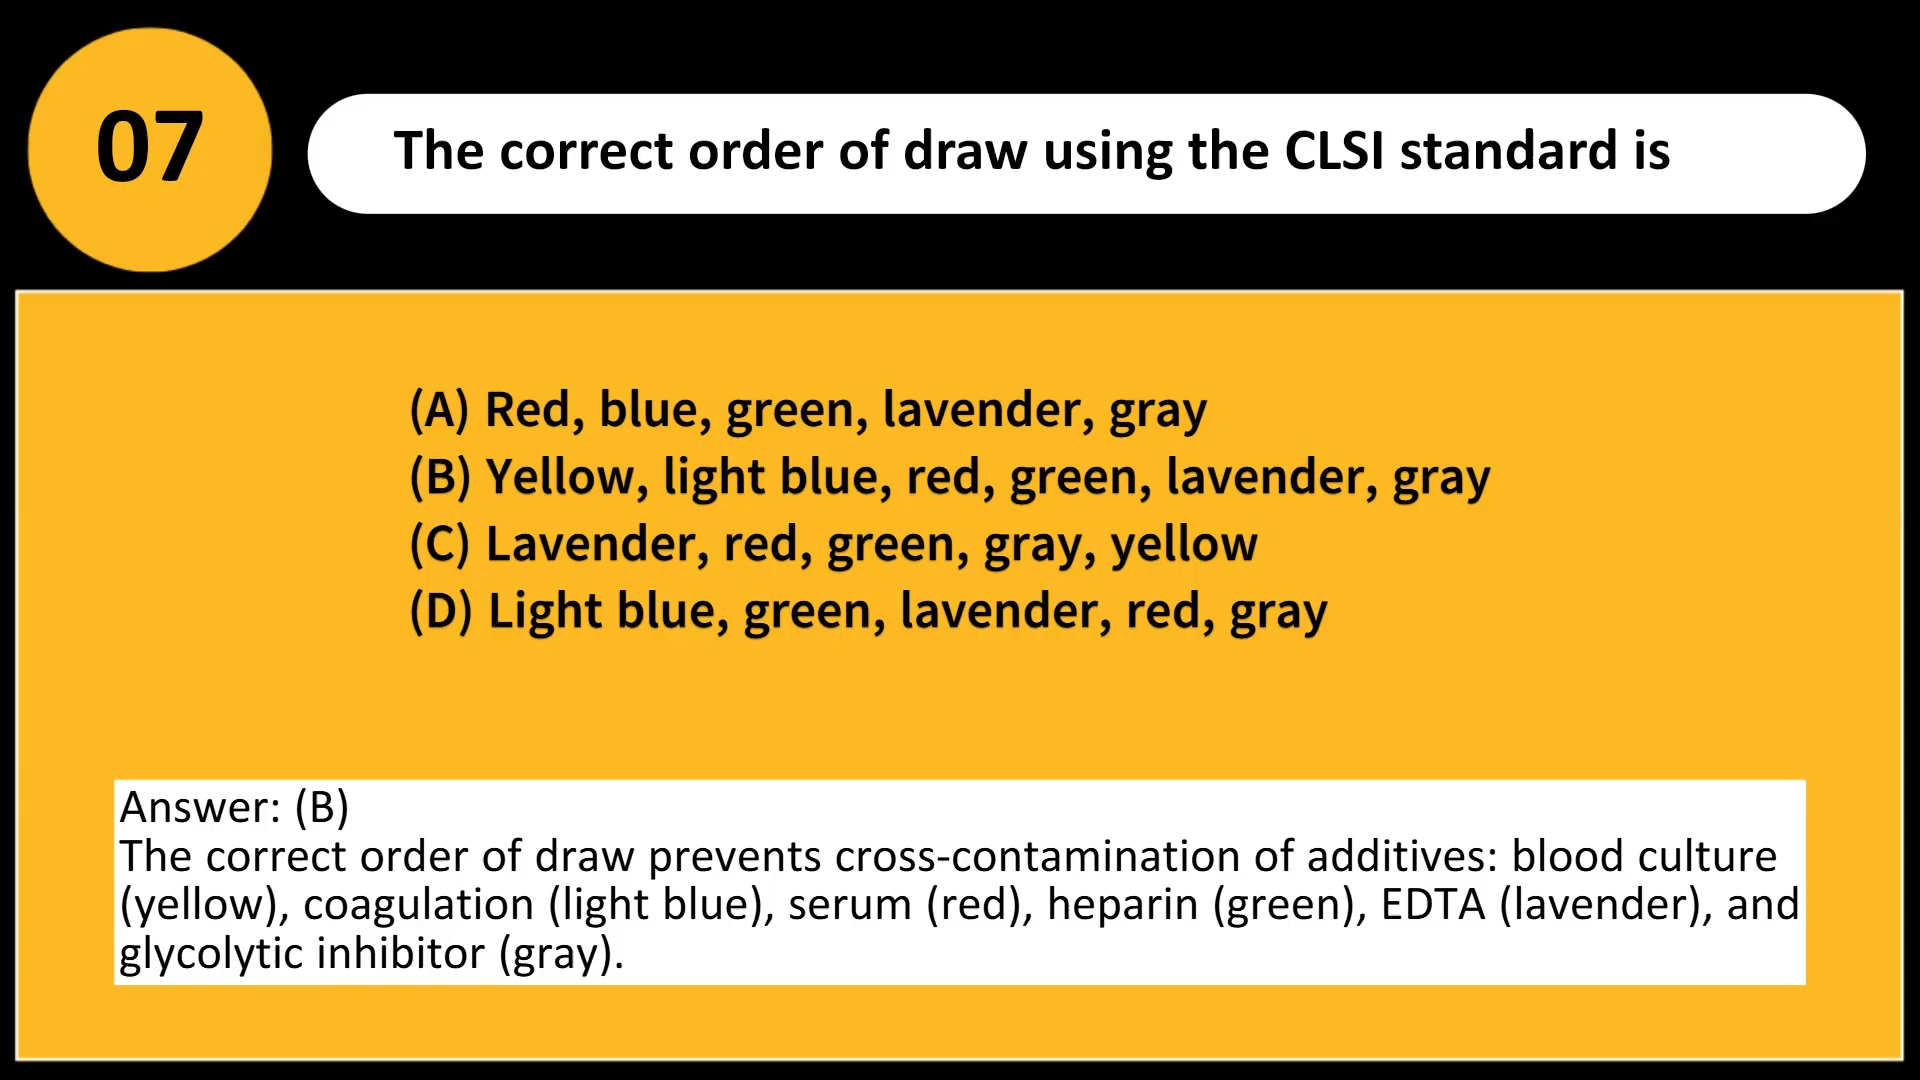 07
The correct order of draw using the CLSI standard is
(A) Red, blue, green, lavender, gray
(B) Yellow, light blue, red, green, lavender, gray
(C) Lavender, red, green, gray, yellow
(D) Light blue, green, lavender, red, gray
Answer: (B)
The correct order of draw prevents cross-contamination of additives: blood culture
(yellow), coagulation (light blue), serum (red), heparin (green), EDTA (lavender), and
glycolytic inhibitor (gray).